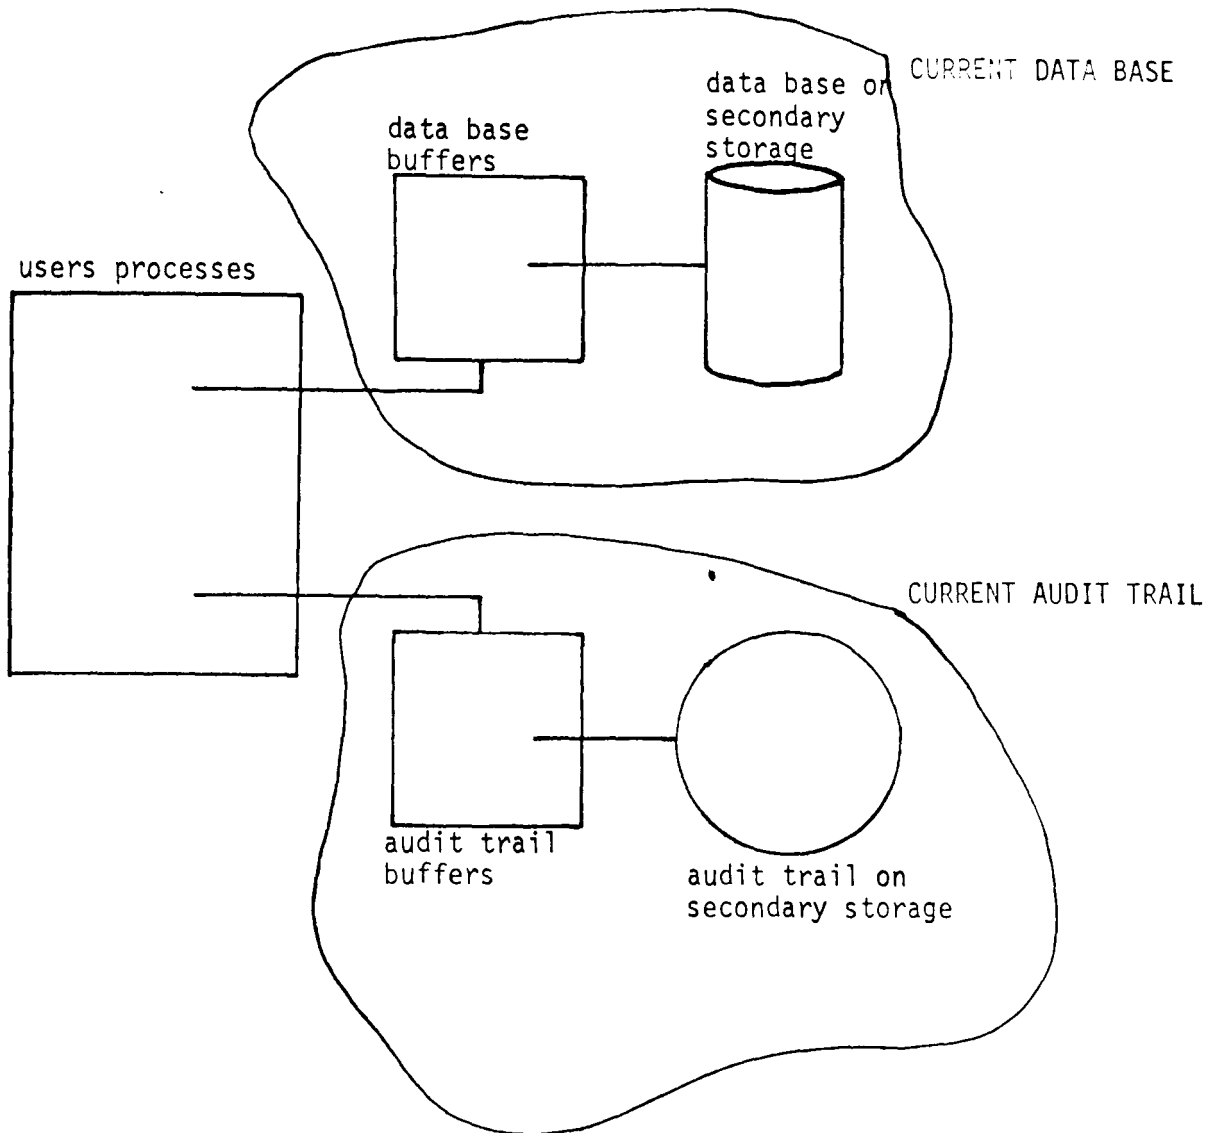 CURRENT DATA BASE
data base on
secondary
storage
data base
buffers
users processes
CURRENT AUDIT TRAIL
audit trail
buffers
audit trail on
secondary storage